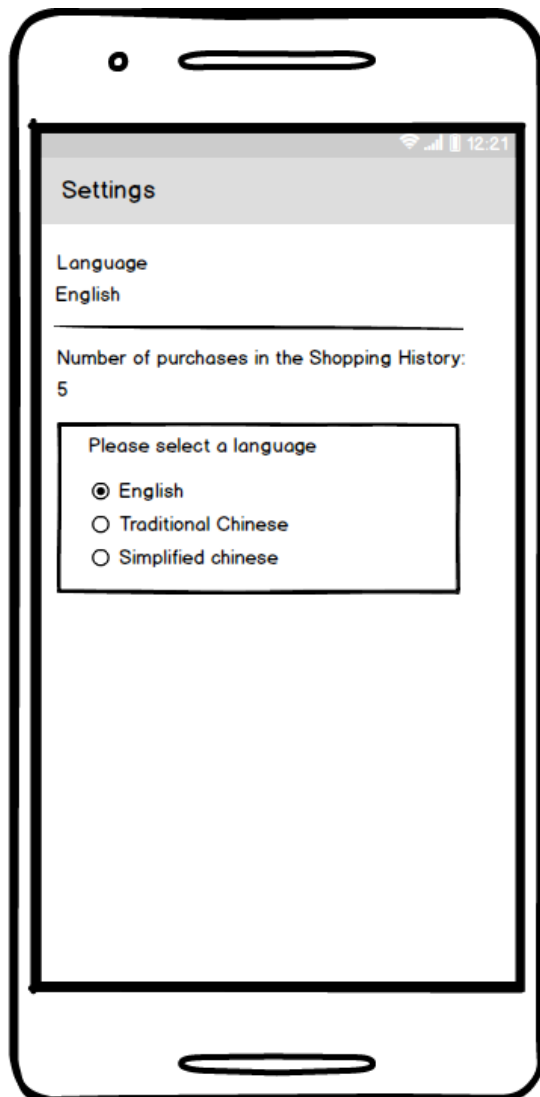 12:21
Settings
Language
English
Number of purchases in the Shopping History:
5
Please select a language
English
Traditional Chinese
Simplified chinese